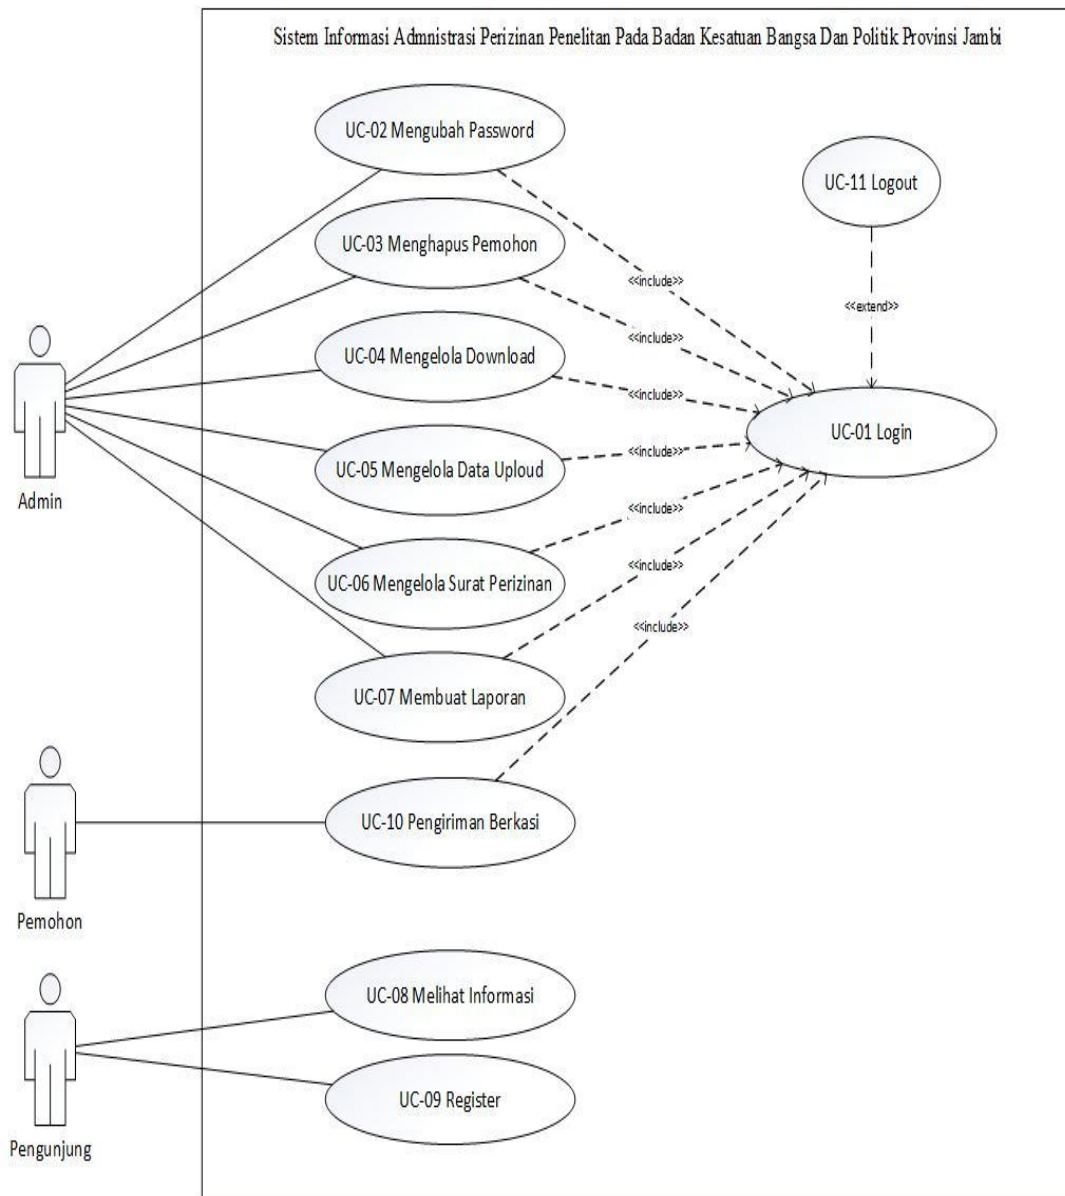 Sistem Informasi Admnistrasi Perizinan Penelitan Pada Badan Kesatuan Bangsa Dan Politik Provinsi Jambi
UC-02 Mengubah Password
UC-11 Logout
UC-03 Menghapus Pemohon
<<include>>
<<extend>>
<<include>>
UC-04 Mengelola Download
<<include>>
UC-01 Login
<<include>>
UC-05 Mengelola Data Uploud
Admin
<<include>>
<<include>>
UC-06 Mengelola Surat Perizinan
<<include>>
UC-07 Membuat Laporan
UC-10 Pengiriman Berkasi
Pemohon
UC-08 Melihat Informasi
UC-09 Register
Pengunjung